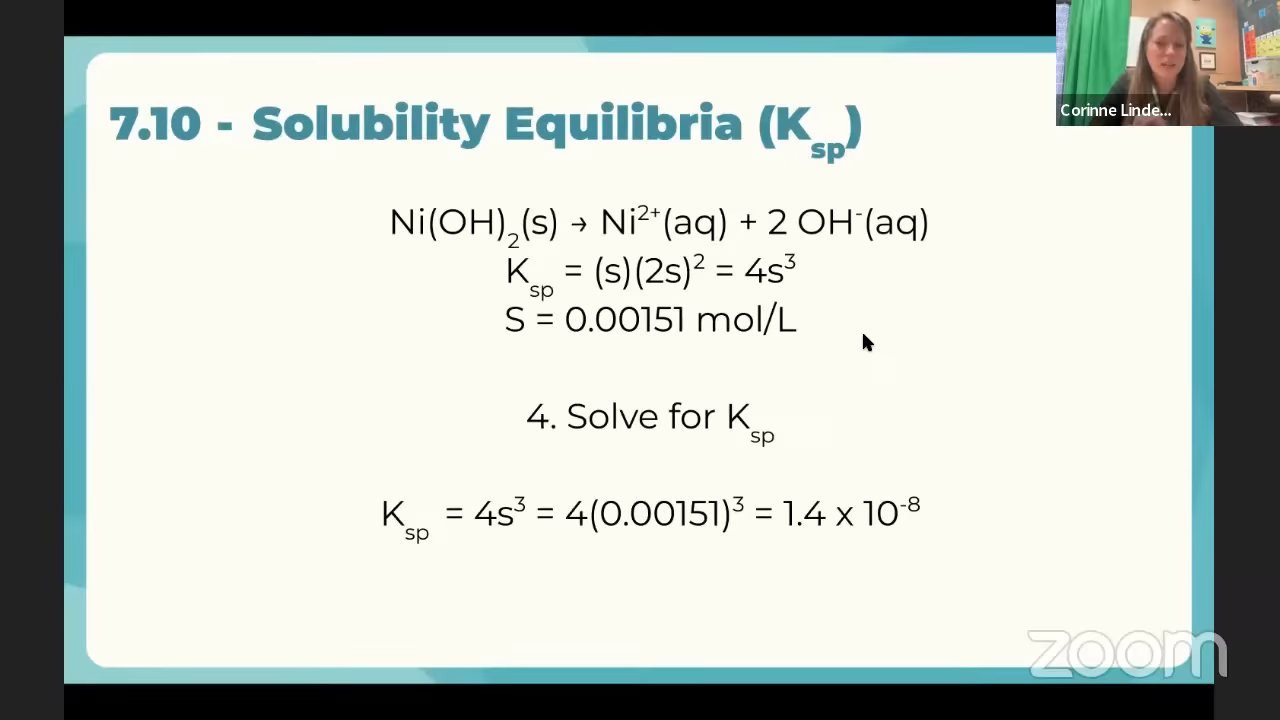 Corinne Linde...
7.10 - Solubility Equilibria (Ksp)
Ni(OH)₂(s) → Ni²⁺(aq) + 2 OH⁻(aq)
Ksp = (s)(2s)² = 4s³
S = 0.00151 mol/L
4. Solve for Ksp
Ksp = 4s³ = 4(0.00151)³ = 1.4 x 10⁻⁸
zoom